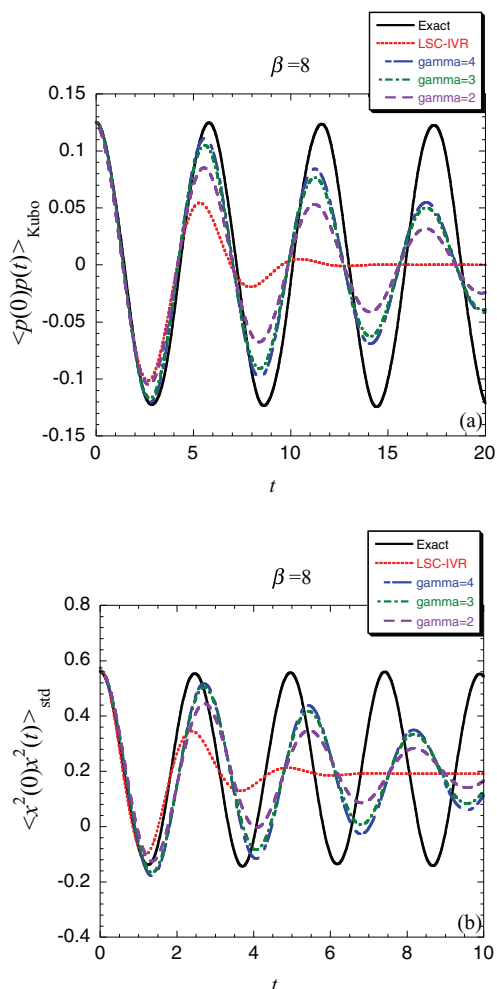 Exact
LSC-IVR
gamma=4
gamma=3
gamma=2
β=8
0.15
0.1
0.05
0
-0.05
-0.1
-0.15
<p(0)p(t)>Kubo
0 5 10 15 20
t
(a)
Exact
LSC-IVR
gamma=4
gamma=3
gamma=2
β=8
0.8
0.6
0.4
0.2
0
-0.2
-0.4
<x²(0)x²(t)>std
0 2 4 6 8 10
t
(b)